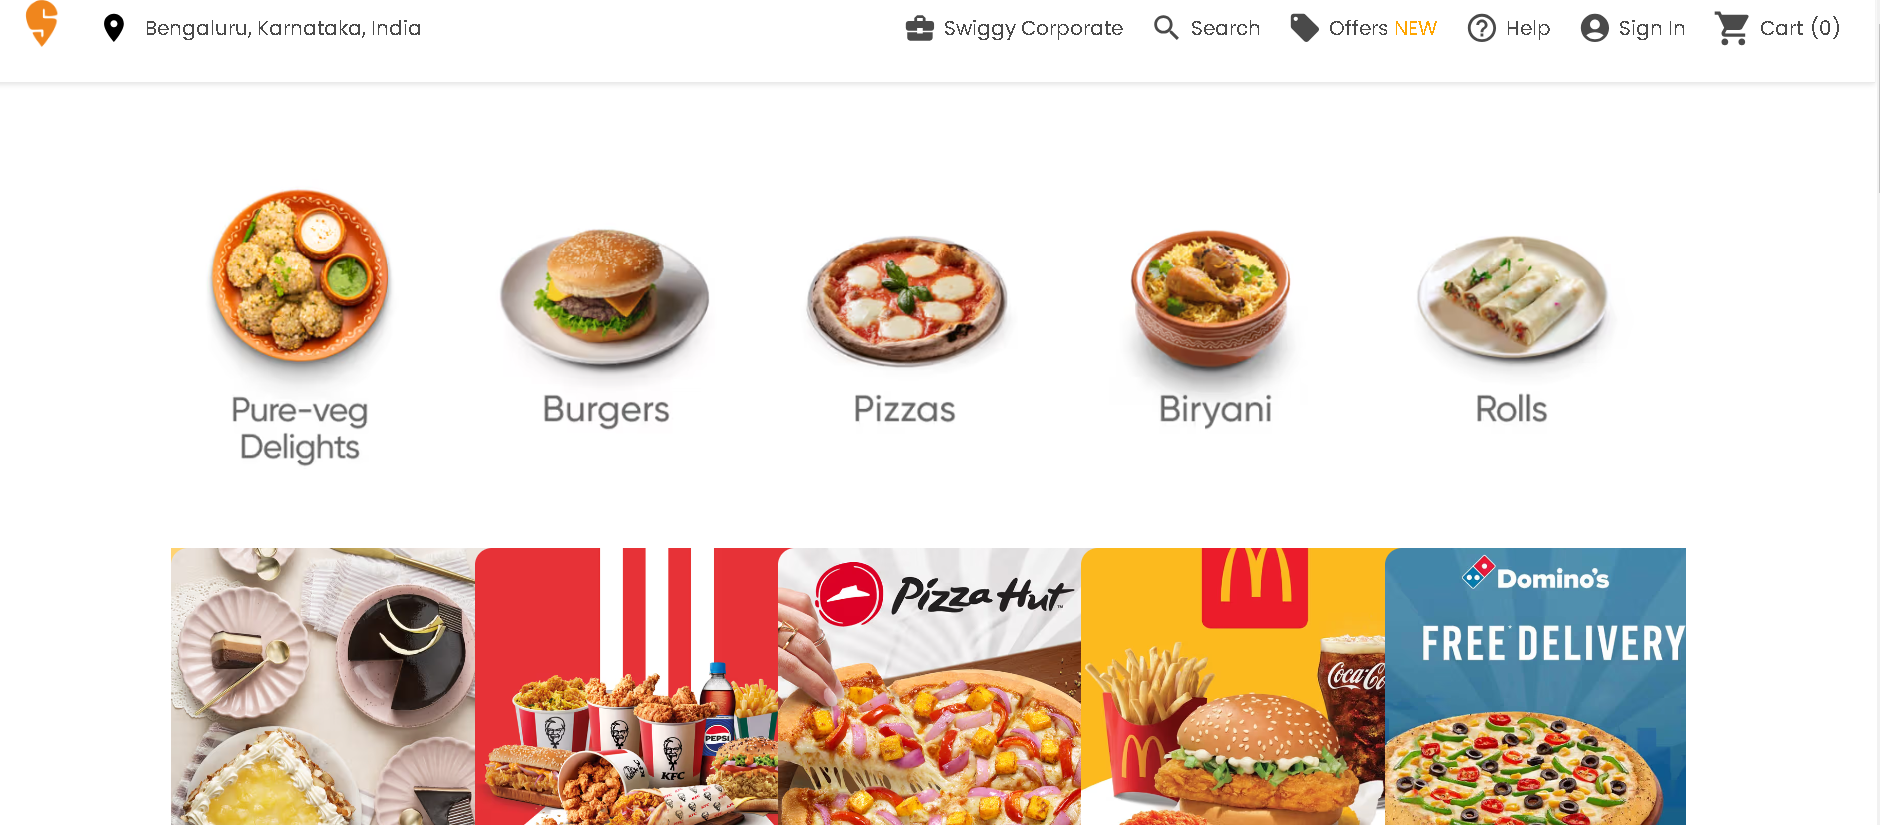 Bengaluru, Karnataka, India
Swiggy Corporate
Search
Offers NEW
Help
Sign In
Cart (0)
Pure-veg
Delights
Burgers
Pizzas
Biryani
Rolls
Pizza Hut
Domino's
FREE* DELIVERY
Coca-Co
PEPSI
KFC